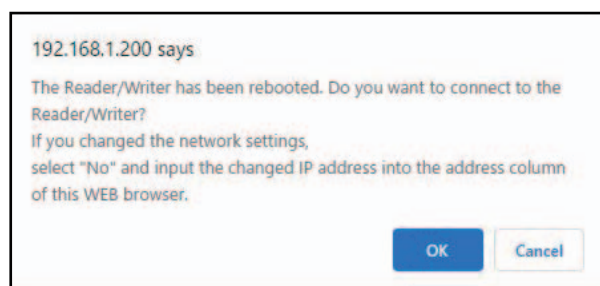 192.168.1.200 says
The Reader/Writer has been rebooted. Do you want to connect to the
Reader/Writer?
If you changed the network settings,
select "No" and input the changed IP address into the address column
of this WEB browser.
OK
Cancel